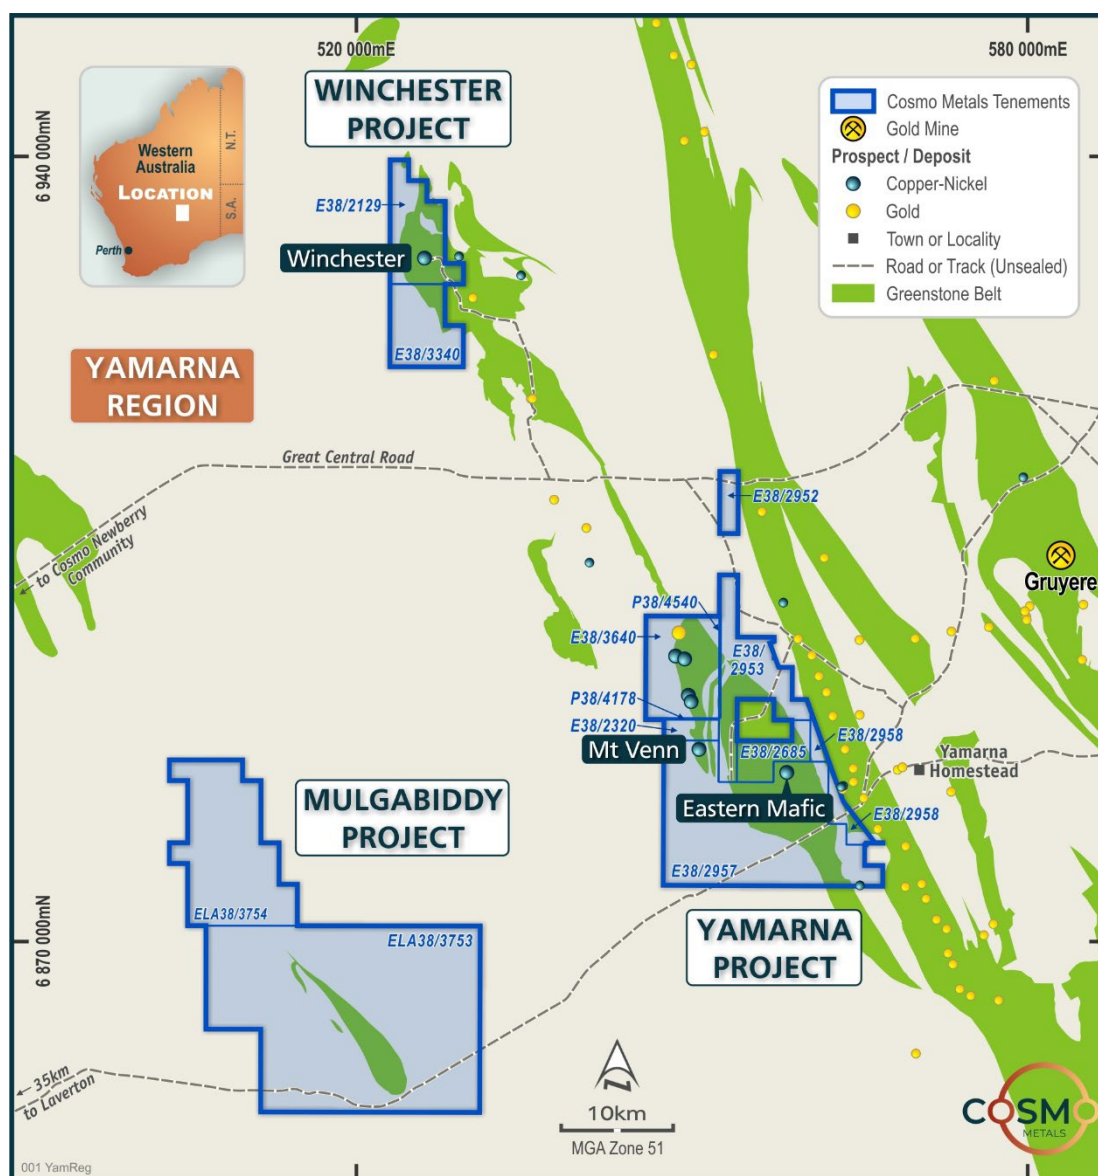 520 000mE
580 000mE
6 940 000mN
6 870 000mN
Western
Australia
LOCATION
N.T.
S.A.
Perth
WINCHESTER
PROJECT
Cosmo Metals Tenements
Gold Mine
Prospect / Deposit
Copper-Nickel
Gold
Town or Locality
Road or Track (Unsealed)
Greenstone Belt
E38/2129
Winchester
E38/3340
YAMARNA
REGION
Great Central Road
to Cosmo Newberry
Community
E38/2952
Gruyere
P38/4540
E38/3640
E38/
2953
P38/4178
E38/2320
Mt Venn
E38/2685
E38/2958
Yamarna
Homestead
Eastern Mafic
E38/2958
E38/2957
MULGABIDDY
PROJECT
ELA38/3754
ELA38/3753
YAMARNA
PROJECT
35km
to Laverton
N
10km
MGA Zone 51
COSMO
METALS
001 YamReg